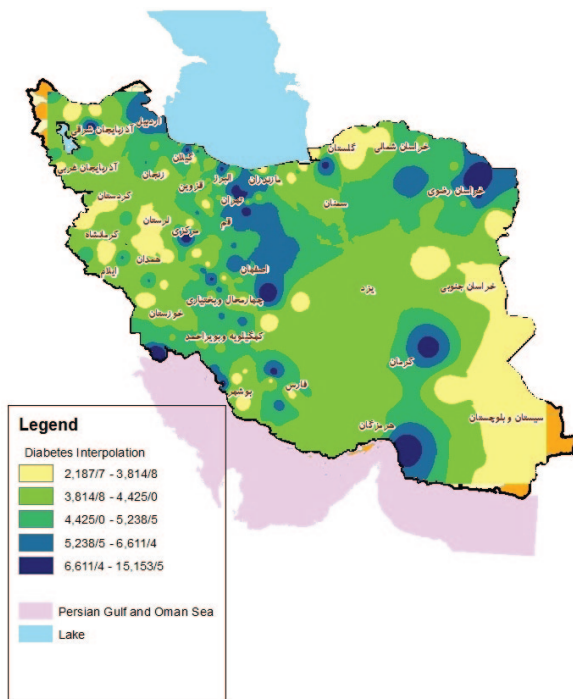 اردبیل
آذربایجان شرقی
گیلان
گلستان
خراسان شمالی
آذربایجان غربی
زنجان
البرز
مازندران
خراسان رضوی
قزوین
تهران
کردستان
سمنان
لرستان
قم
مرکزی
کرمانشاه
همدان
اصفهان
ایلام
یزد
خراسان جنوبی
چهارمحال وبختیاری
خوزستان
کهگیلویه وبویراحمد
کرمان
فارس
بوشهر
سیستان وبلوچستان
هرمزگان
Legend
Diabetes Interpolation
2,187/7 - 3,814/8
3,814/8 - 4,425/0
4,425/0 - 5,238/5
5,238/5 - 6,611/4
6,611/4 - 15,153/5
Persian Gulf and Oman Sea
Lake